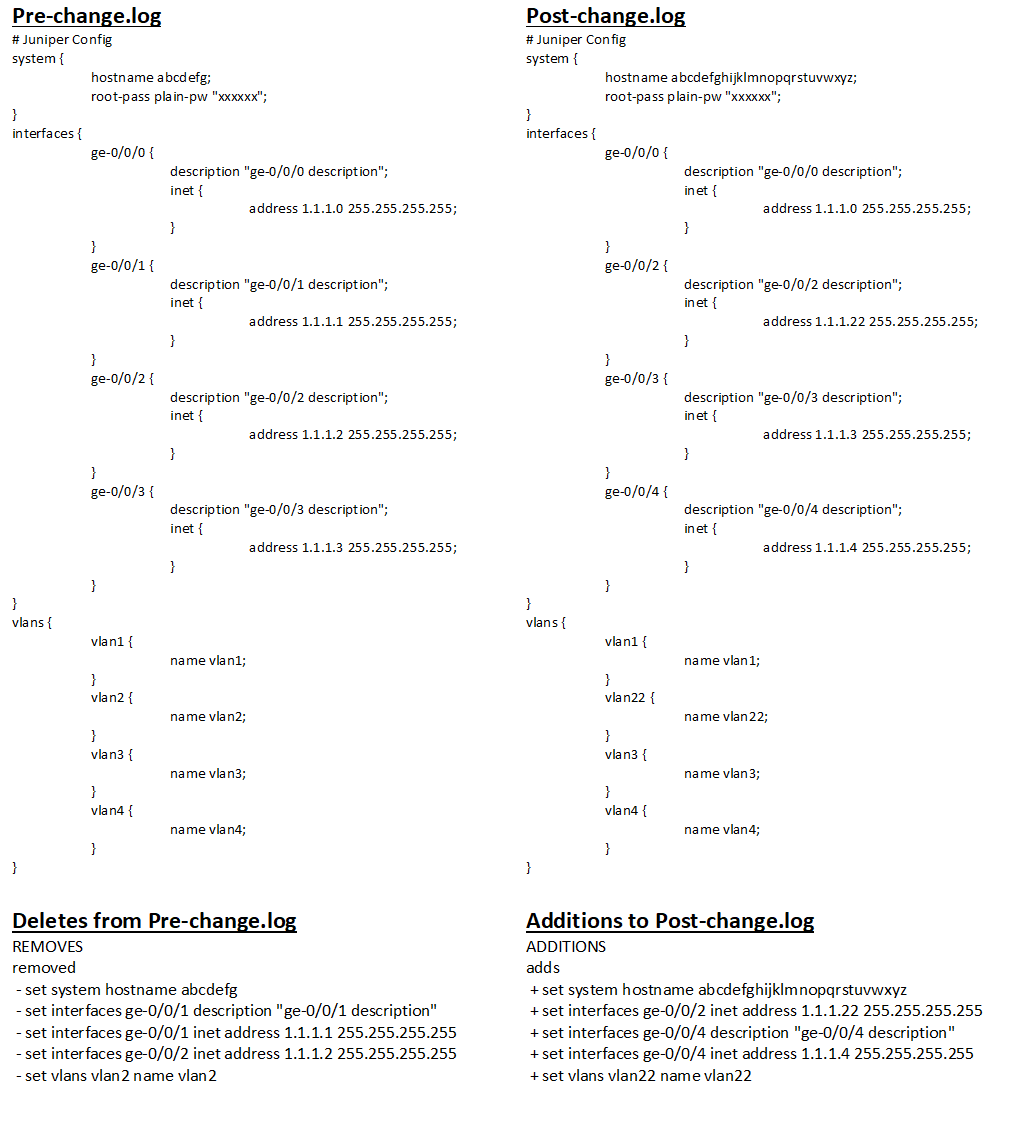 Pre-change.log
# Juniper Config
system {
hostname abcdefg;
root-pass plain-pw "xxxxxx";
}
interfaces {
ge-0/0/0 {
description "ge-0/0/0 description";
inet {
address 1.1.1.0 255.255.255.255;
}
}
ge-0/0/1 {
description "ge-0/0/1 description";
inet {
address 1.1.1.1 255.255.255.255;
}
}
ge-0/0/2 {
description "ge-0/0/2 description";
inet {
address 1.1.1.2 255.255.255.255;
}
}
ge-0/0/3 {
description "ge-0/0/3 description";
inet {
address 1.1.1.3 255.255.255.255;
}
}
}
vlans {
vlan1 {
name vlan1;
}
vlan2 {
name vlan2;
}
vlan3 {
name vlan3;
}
vlan4 {
name vlan4;
}
}
Post-change.log
# Juniper Config
system {
hostname abcdefghijklmnopqrstuvwxyz;
root-pass plain-pw "xxxxxx";
}
interfaces {
ge-0/0/0 {
description "ge-0/0/0 description";
inet {
address 1.1.1.0 255.255.255.255;
}
}
ge-0/0/2 {
description "ge-0/0/2 description";
inet {
address 1.1.1.22 255.255.255.255;
}
}
ge-0/0/3 {
description "ge-0/0/3 description";
inet {
address 1.1.1.3 255.255.255.255;
}
}
ge-0/0/4 {
description "ge-0/0/4 description";
inet {
address 1.1.1.4 255.255.255.255;
}
}
}
vlans {
vlan1 {
name vlan1;
}
vlan22 {
name vlan22;
}
vlan3 {
name vlan3;
}
vlan4 {
name vlan4;
}
}
Deletes from Pre-change.log
REMOVES
removed
- set system hostname abcdefg
- set interfaces ge-0/0/1 description "ge-0/0/1 description"
- set interfaces ge-0/0/1 inet address 1.1.1.1 255.255.255.255
- set interfaces ge-0/0/2 inet address 1.1.1.2 255.255.255.255
- set vlans vlan2 name vlan2
Additions to Post-change.log
ADDITIONS
adds
+ set system hostname abcdefghijklmnopqrstuvwxyz
+ set interfaces ge-0/0/2 inet address 1.1.1.22 255.255.255.255
+ set interfaces ge-0/0/4 description "ge-0/0/4 description"
+ set interfaces ge-0/0/4 inet address 1.1.1.4 255.255.255.255
+ set vlans vlan22 name vlan22